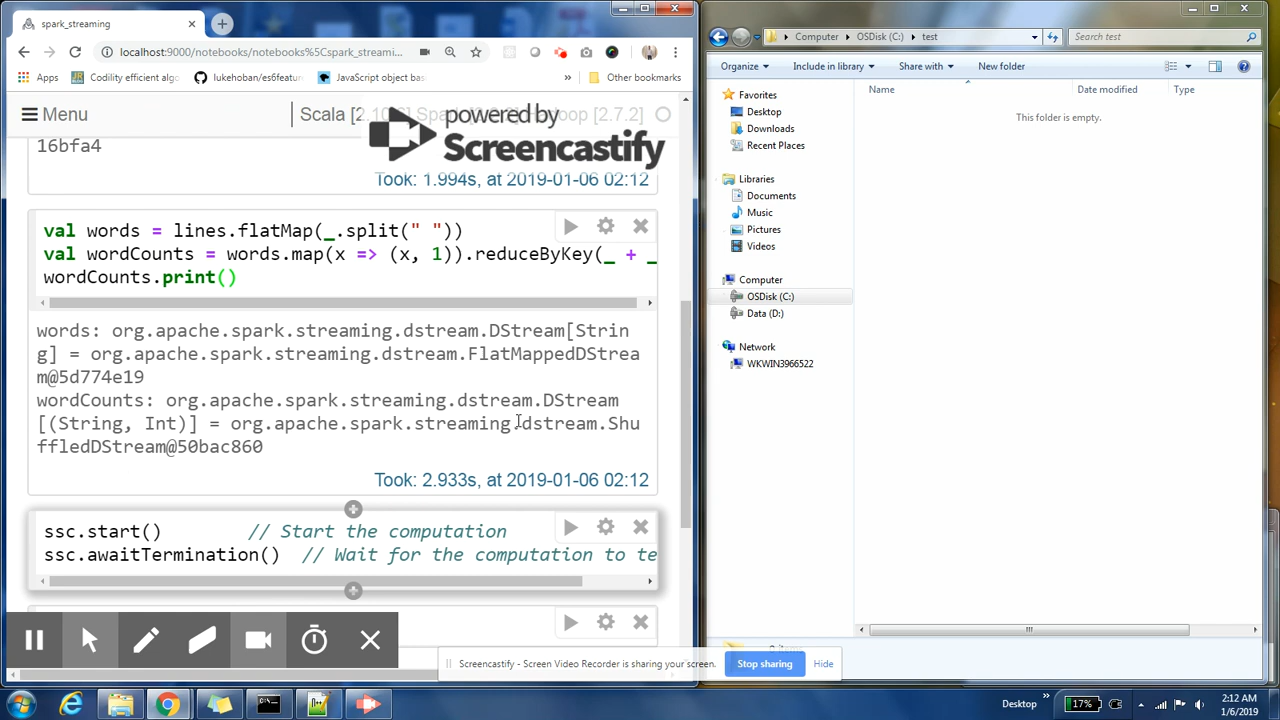 spark_streaming
localhost:9000/notebooks/notebooks%5Cspark_streami...
Apps
Codility efficient alg
lukehoban/es6featu
JavaScript object bas
»
Other bookmarks
Menu
Scala [2.10
Hadoop [2.7.2]
powered by
Screencastify
16bfa4
Took: 1.994s, at 2019-01-06 02:12
val words = lines.flatMap(_.split(" "))
val wordCounts = words.map(x => (x, 1)).reduceByKey(_ + _
wordCounts.print()
words: org.apache.spark.streaming.dstream.DStream[Strin
g] = org.apache.spark.streaming.dstream.FlatMappedDStrea
m@5d774e19
wordCounts: org.apache.spark.streaming.dstream.DStream
[(String, Int)] = org.apache.spark.streaming.dstream.Shu
ffledDStream@50bac860
Took: 2.933s, at 2019-01-06 02:12
ssc.start()        // Start the computation
ssc.awaitTermination()  // Wait for the computation to te
Computer
OSDisk (C:)
test
Search test
Organize
Include in library
Share with
New folder
Favorites
Desktop
Downloads
Recent Places
Libraries
Documents
Music
Pictures
Videos
Computer
OSDisk (C:)
Data (D:)
Network
WKWIN3966522
Name
Date modified
Type
This folder is empty.
Screencastify - Screen Video Recorder is sharing your screen.
Stop sharing
Hide
Desktop
»
17%
2:12 AM
1/6/2019